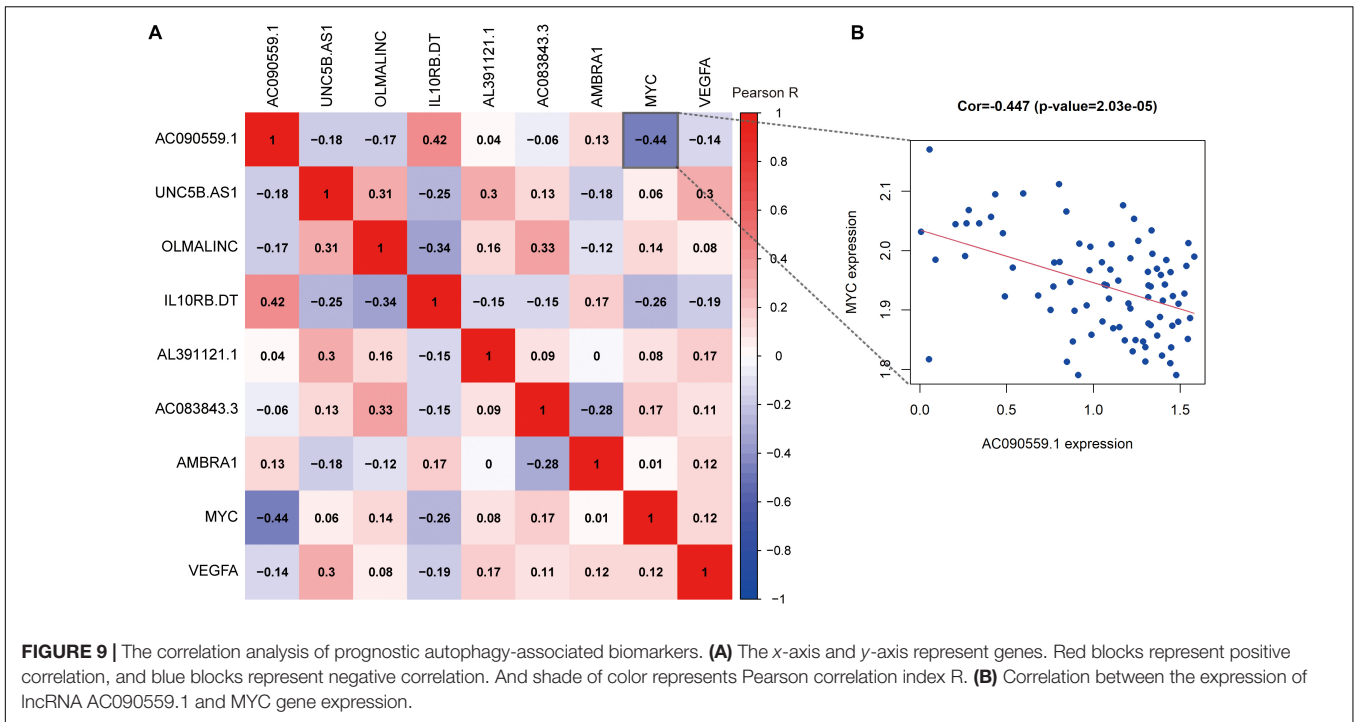 A
B
AC090559.1 UNC5B.AS1 OLMALINC IL10RB.DT AL391121.1 AC083843.3 AMBRA1 MYC VEGFA
Pearson R
AC090559.1 1 −0.18 −0.17 0.42 0.04 −0.06 0.13 −0.44 −0.14
UNC5B.AS1 −0.18 1 0.31 −0.25 0.3 0.13 −0.18 0.06 0.3
OLMALINC −0.17 0.31 1 −0.34 0.16 0.33 −0.12 0.14 0.08
IL10RB.DT 0.42 −0.25 −0.34 1 −0.15 −0.15 0.17 −0.26 −0.19
AL391121.1 0.04 0.3 0.16 −0.15 1 0.09 0 0.08 0.17
AC083843.3 −0.06 0.13 0.33 −0.15 0.09 1 −0.28 0.17 0.11
AMBRA1 0.13 −0.18 −0.12 0.17 0 −0.28 1 0.01 0.12
MYC −0.44 0.06 0.14 −0.26 0.08 0.17 0.01 1 0.12
VEGFA −0.14 0.3 0.08 −0.19 0.17 0.11 0.12 0.12 1
1
0.8
0.6
0.4
0.2
0
−0.2
−0.4
−0.6
−0.8
−1
Cor=-0.447 (p-value=2.03e-05)
MYC expression
2.1
2.0
1.9
1.8
0.0 0.5 1.0 1.5
AC090559.1 expression
FIGURE 9 | The correlation analysis of prognostic autophagy-associated biomarkers. (A) The x-axis and y-axis represent genes. Red blocks represent positive
correlation, and blue blocks represent negative correlation. And shade of color represents Pearson correlation index R. (B) Correlation between the expression of
lncRNA AC090559.1 and MYC gene expression.